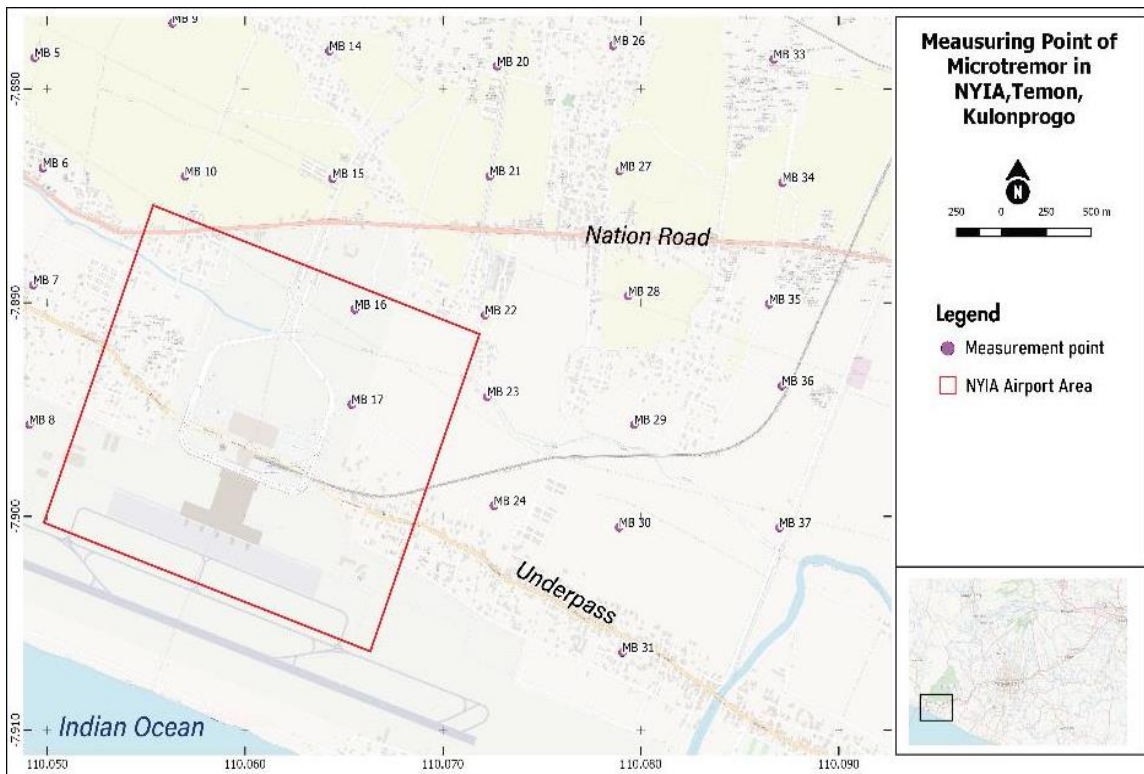 MB 9
MB 5
MB 14
MB 20
MB 26
MB 33
-7.880
MB 6
MB 10
MB 15
MB 21
MB 27
MB 34
Nation Road
MB 7
MB 16
MB 22
MB 28
MB 35
-7.890
MB 8
MB 17
MB 23
MB 29
MB 36
-7.900
MB 24
MB 30
MB 37
Underpass
MB 31
-7.910
Indian Ocean
110.050
110.060
110.070
110.080
110.090
Meausuring Point of
Microtremor in
NYIA,Temon,
Kulonprogo
N
250 0 250 500 m
Legend
Measurement point
NYIA Airport Area